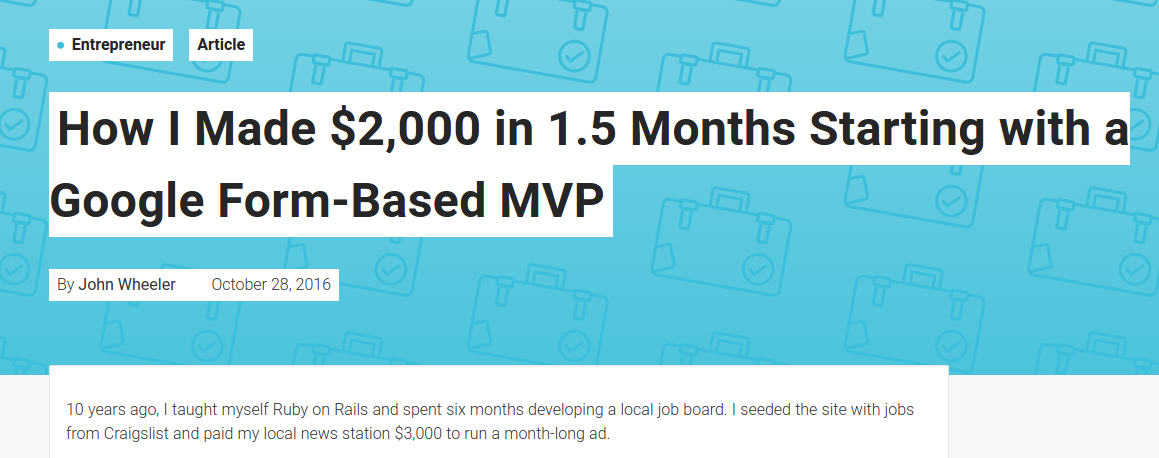 Entrepreneur Article
How I Made $2,000 in 1.5 Months Starting with a
Google Form-Based MVP
By John Wheeler October 28, 2016
10 years ago, I taught myself Ruby on Rails and spent six months developing a local job board. I seeded the site with jobs
from Craigslist and paid my local news station $3,000 to run a month-long ad.